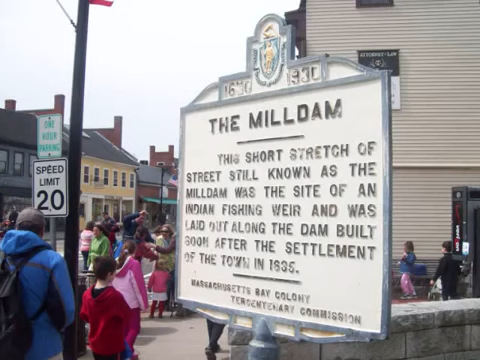 1630 1930
THE MILLDAM
THIS SHORT STRETCH OF
STREET STILL KNOWN AS THE
MILLDAM WAS THE SITE OF AN
INDIAN FISHING WEIR AND WAS
LAID OUT ALONG THE DAM BUILT
SOON AFTER THE SETTLEMENT
OF THE TOWN IN 1635.
MASSACHUSETTS BAY COLONY
TERCENTENARY COMMISSION
ONE
HOUR
PARKING
SPEED
LIMIT
20
ATTORNEY LAW